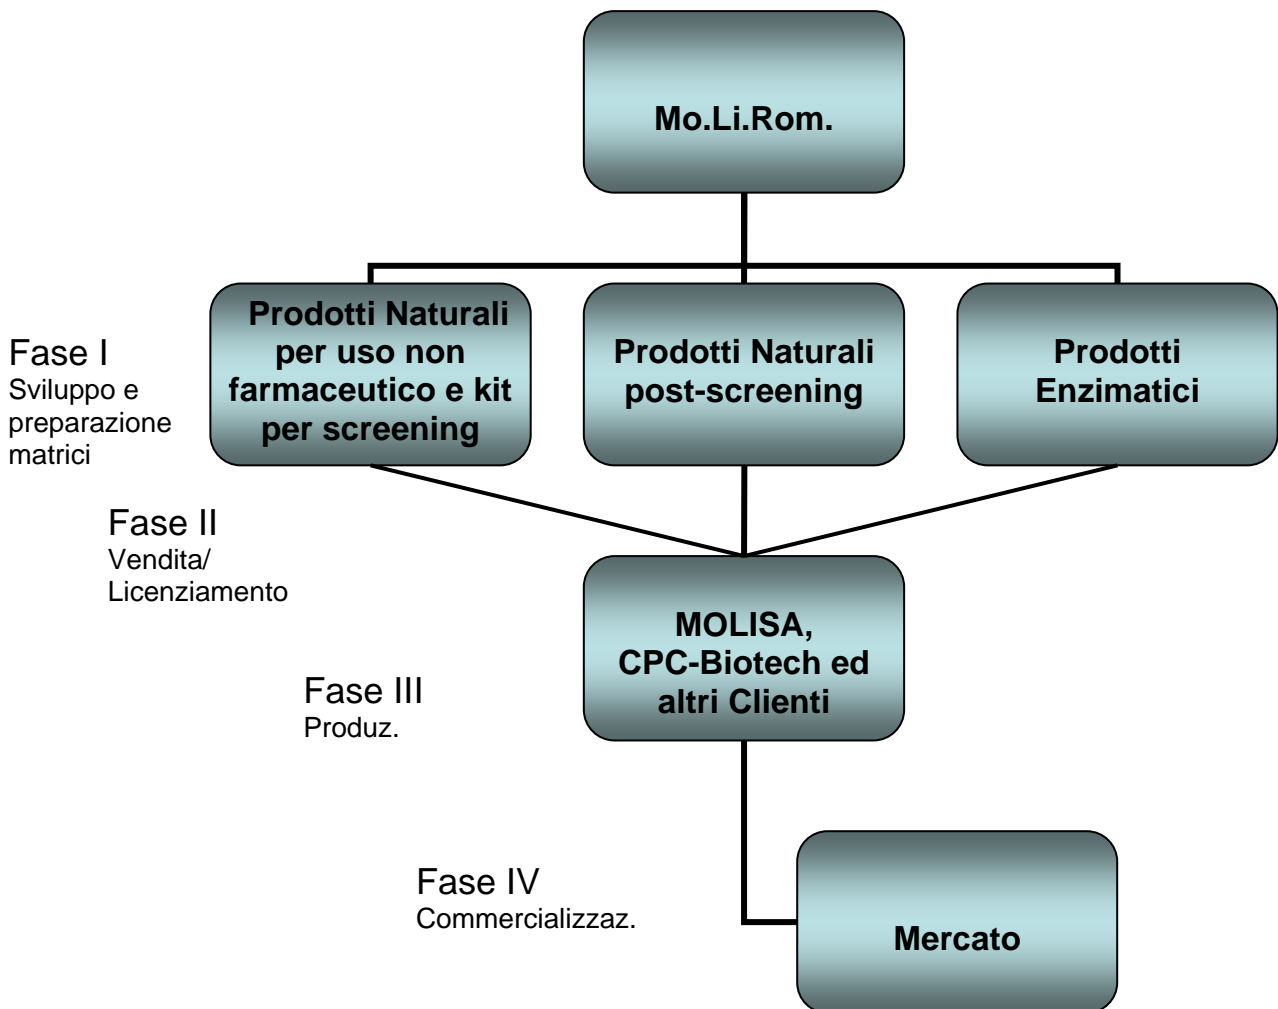 Mo.Li.Rom.
Fase I
Sviluppo e
preparazione
matrici
Prodotti Naturali
per uso non
farmaceutico e kit
per screening
Prodotti Naturali
post-screening
Prodotti
Enzimatici
Fase II
Vendita/
Licenziamento
MOLISA,
CPC-Biotech ed
altri Clienti
Fase III
Produz.
Fase IV
Commercializzaz.
Mercato